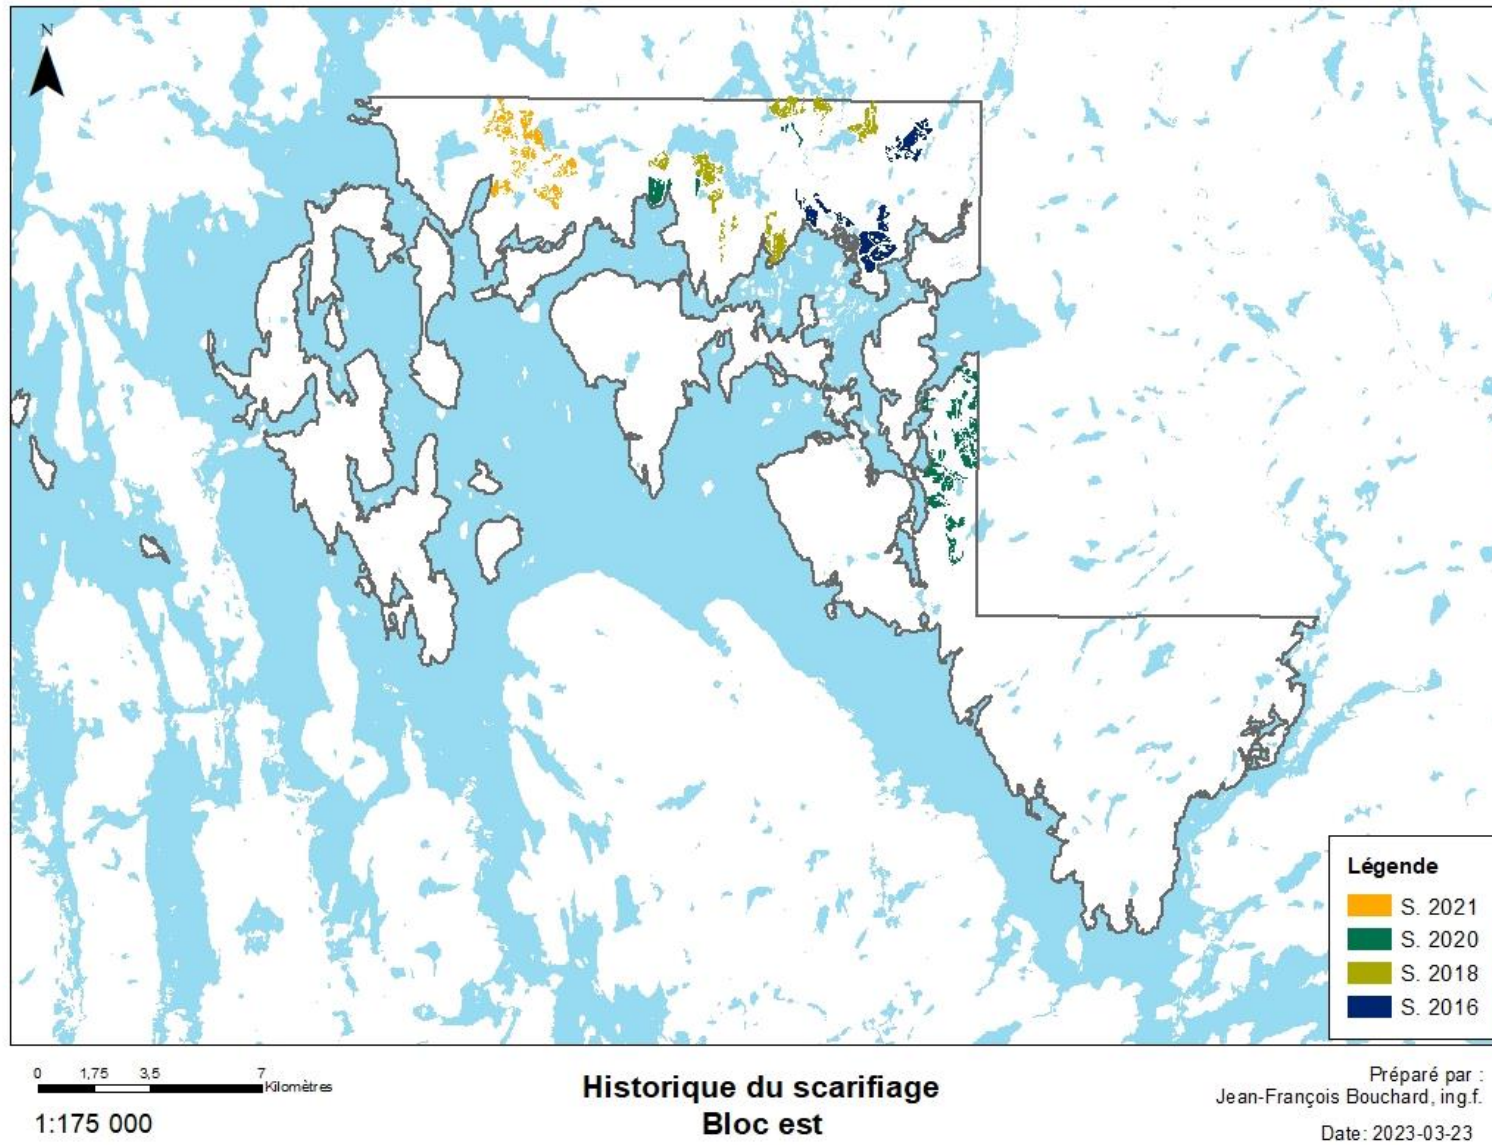 N
Légende
S. 2021
S. 2020
S. 2018
S. 2016
0 1,75 3,5 7
Kilomètres
1:175 000
Historique du scarifiage
Bloc est
Préparé par :
Jean-François Bouchard, ing.f.
Date: 2023-03-23